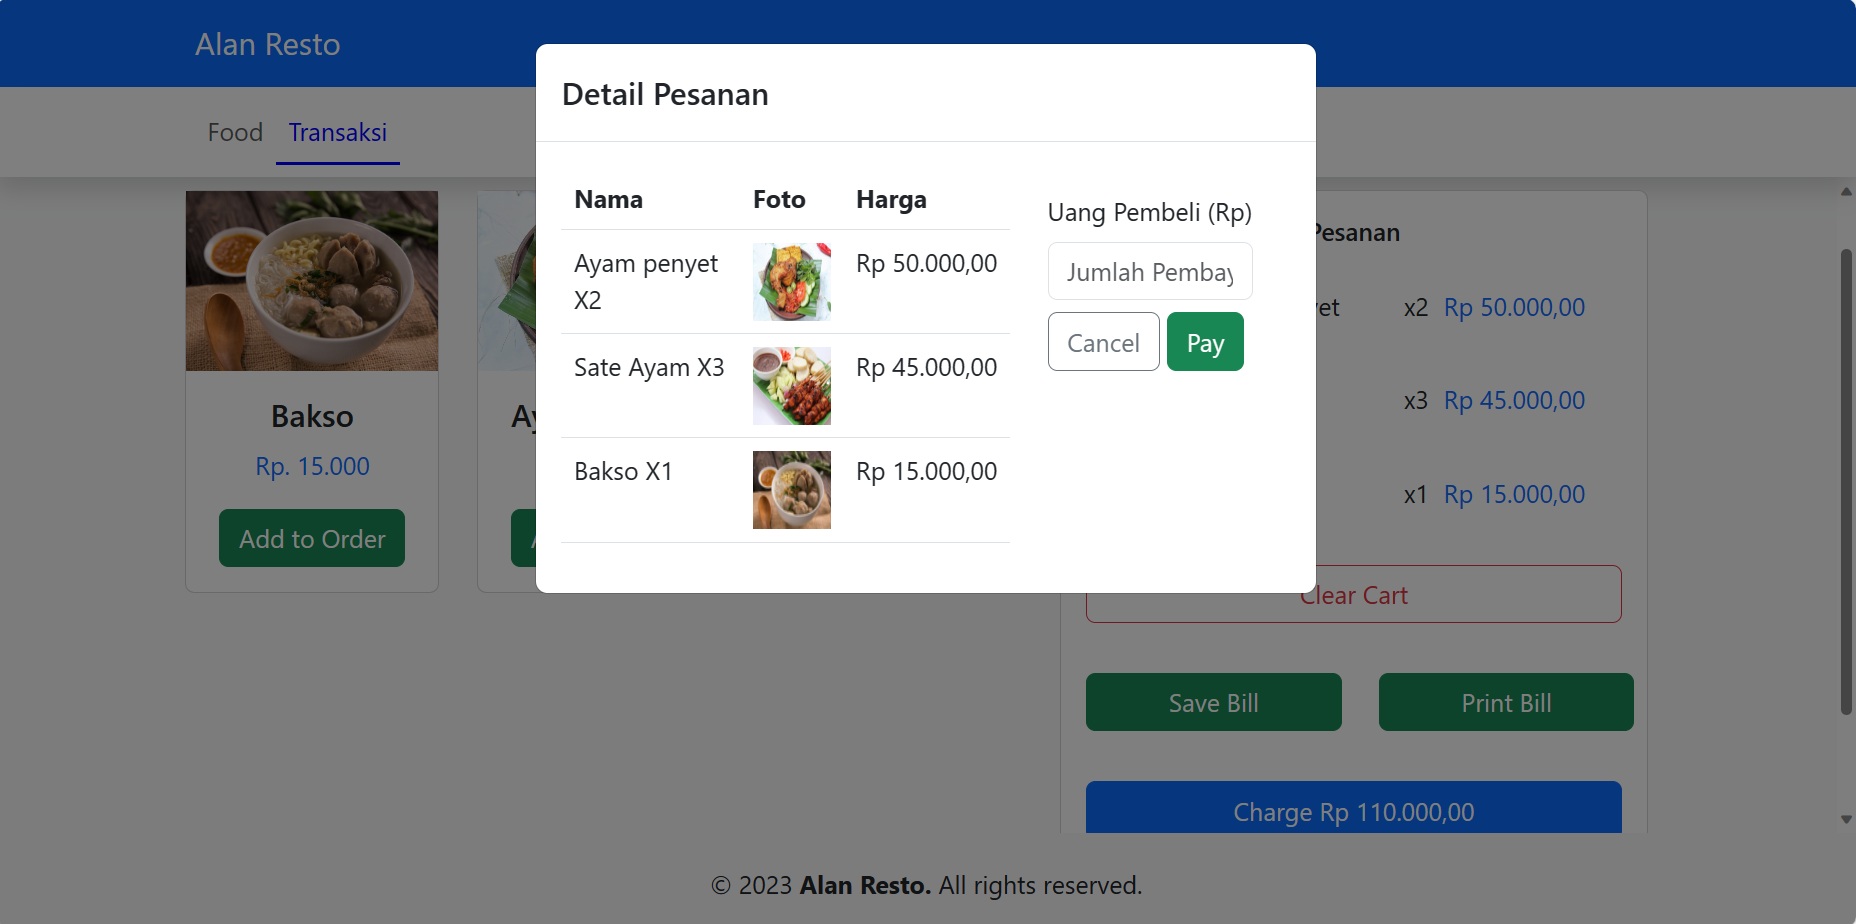 Alan Resto
Food Transaksi
Detail Pesanan
Nama Foto Harga
Ayam penyet
X2
Rp 50.000,00
Sate Ayam X3 Rp 45.000,00
Bakso X1 Rp 15.000,00
Uang Pembeli (Rp)
Jumlah Pembay
Cancel Pay
Bakso
Rp. 15.000
Add to Order
Pesanan
x2 Rp 50.000,00
x3 Rp 45.000,00
x1 Rp 15.000,00
Clear Cart
Save Bill Print Bill
Charge Rp 110.000,00
© 2023 Alan Resto. All rights reserved.